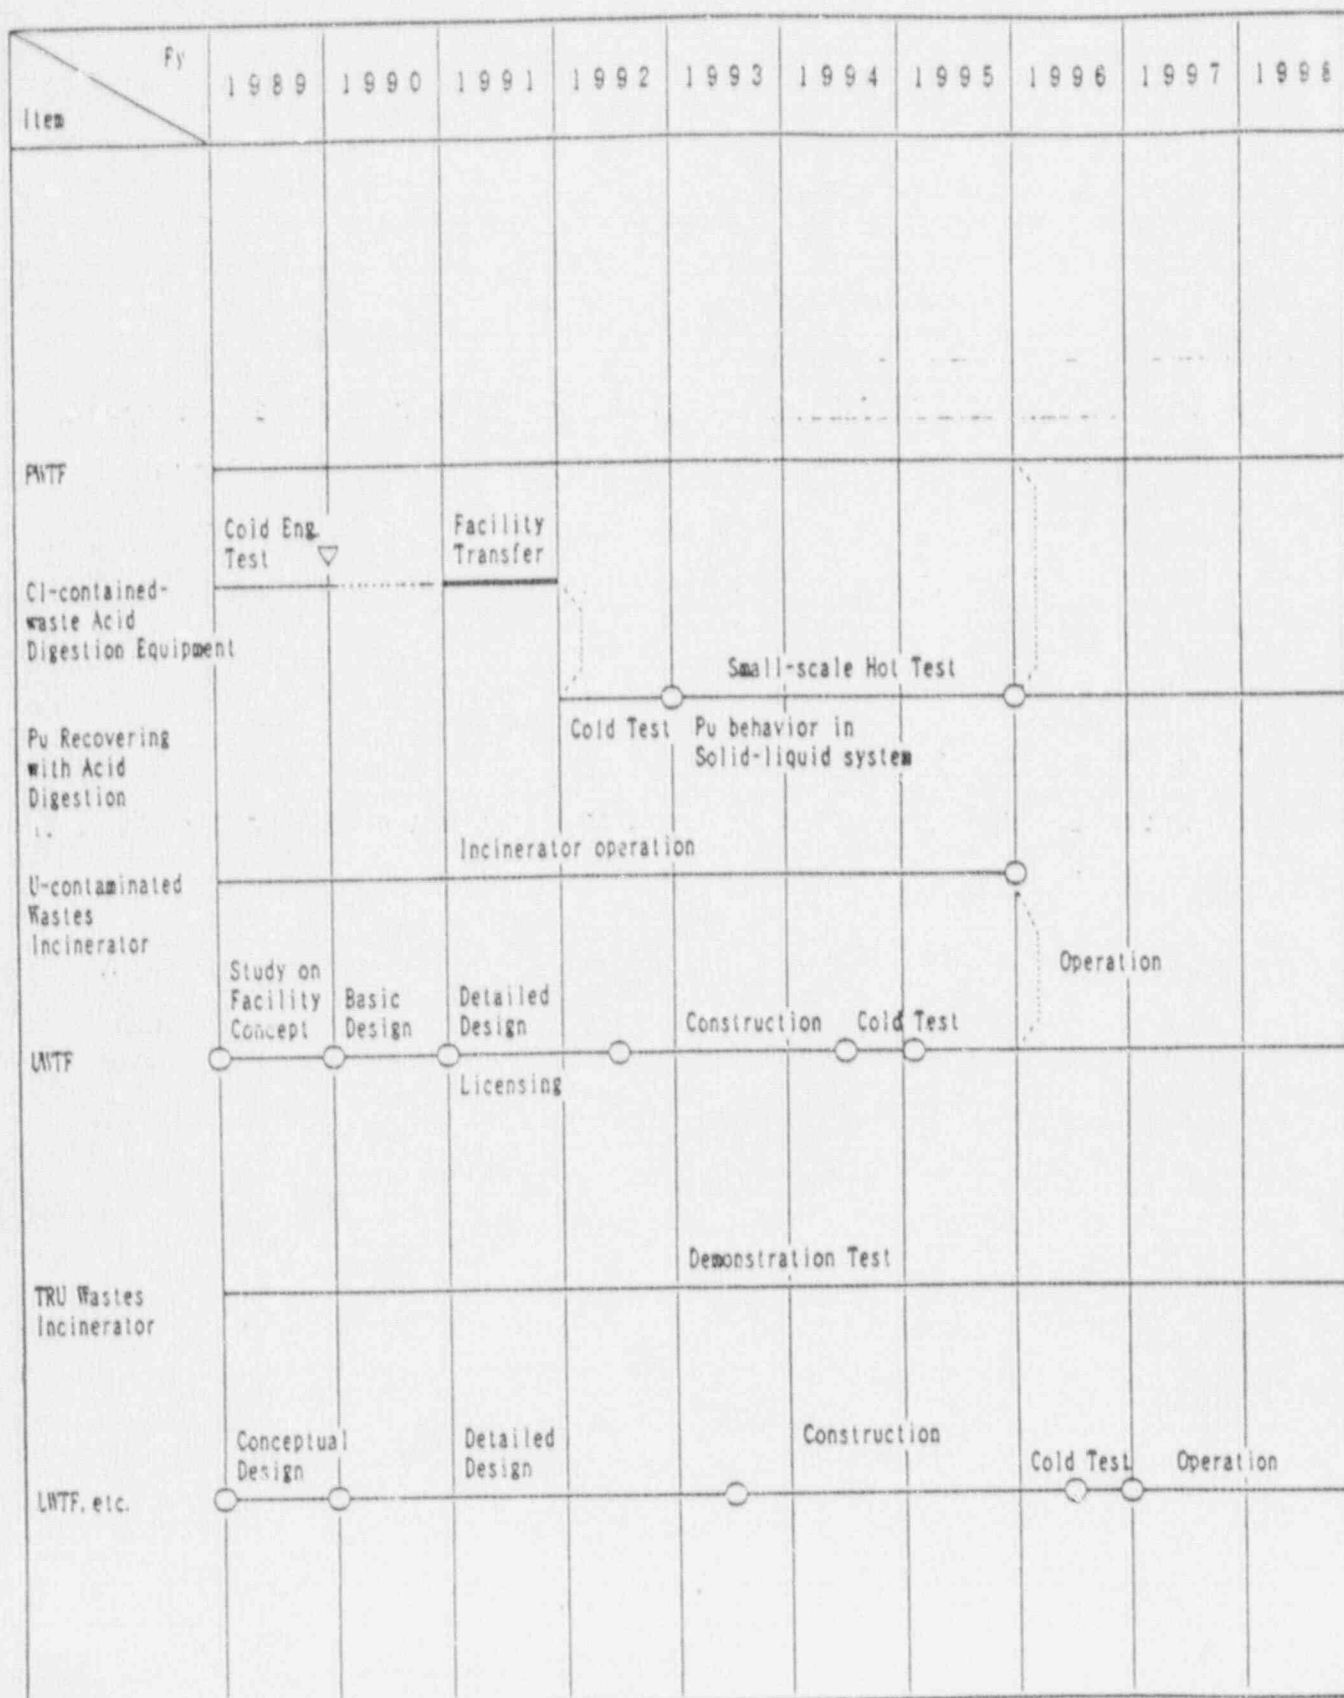 Fy
Item
1989 1990 1991 1992 1993 1994 1995 1996 1997 1998
PWTF
Cold Eng.
Test
Facility
Transfer
Cl-contained-
waste Acid
Digestion Equipment
Small-scale Hot Test
Cold Test
Pu behavior in
Solid-liquid system
Pu Recovering
with Acid
Digestion
Incinerator operation
U-contaminated
Wastes
Incinerator
Operation
Study on
Facility
Concept
Basic
Design
Detailed
Design
Construction
Cold Test
UWTF
Licensing
Demonstration Test
TRU Wastes
Incinerator
Conceptual
Design
Detailed
Design
Construction
Cold Test
Operation
LWTF, etc.